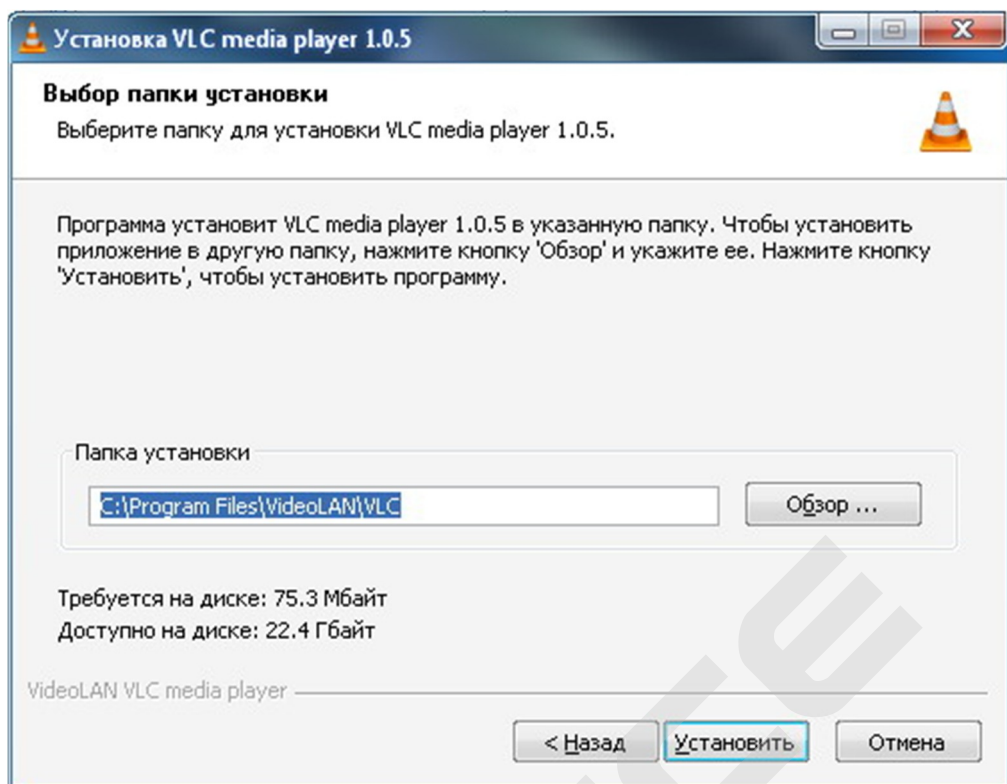 Установка VLC media player 1.0.5
Выбор папки установки
Выберите папку для установки VLC media player 1.0.5.
Программа установит VLC media player 1.0.5 в указанную папку. Чтобы установить
приложение в другую папку, нажмите кнопку 'Обзор' и укажите ее. Нажмите кнопку
'Установить', чтобы установить программу.
Папка установки
C:\Program Files\VideoLAN\VLC
Обзор ...
Требуется на диске: 75.3 Мбайт
Доступно на диске: 22.4 Гбайт
VideoLAN VLC media player
< Назад Установить Отмена